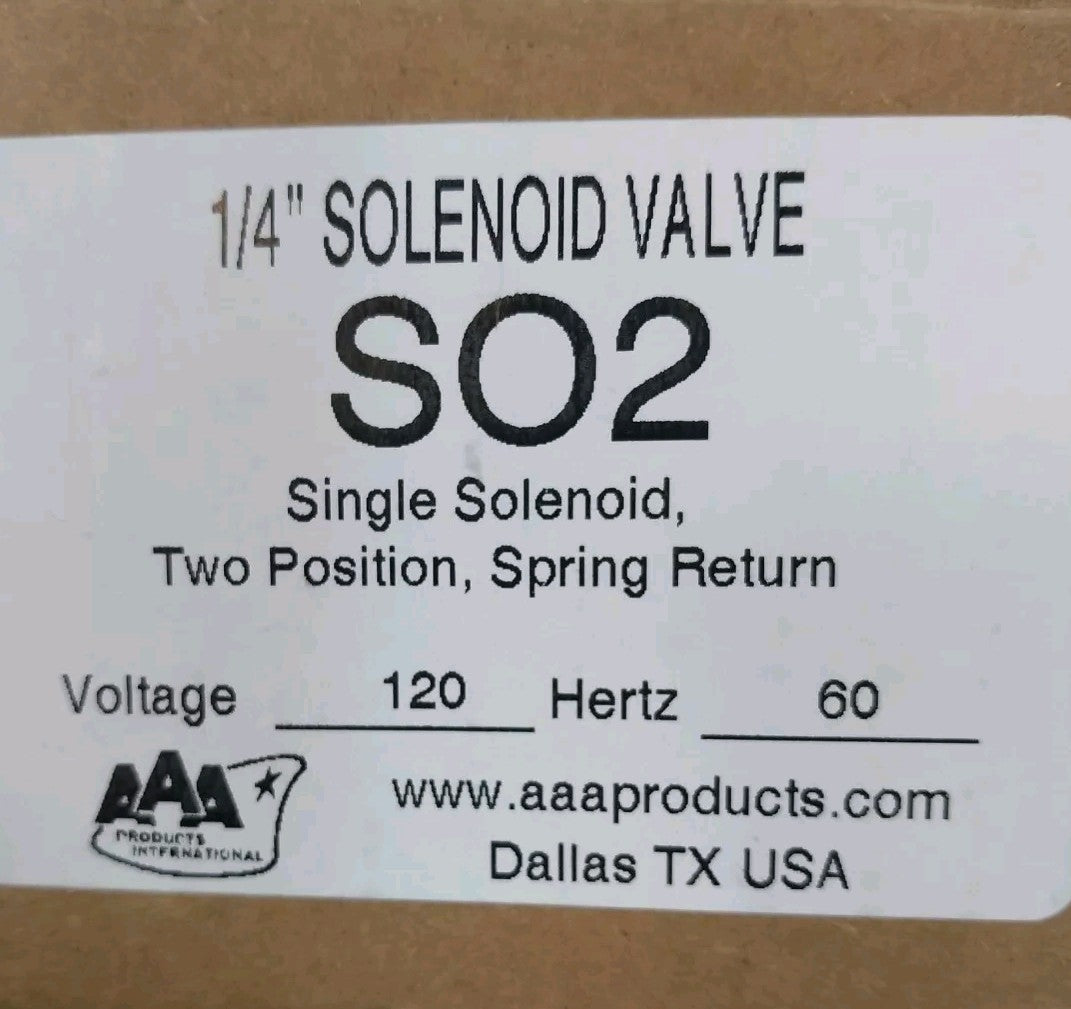 1/4" SOLENOID VALVE
SO2
Single Solenoid,
Two Position, Spring Return
Voltage 120 Hertz 60
AAA
PRODUCTS
INTERNATIONAL
www.aaaproducts.com
Dallas TX USA